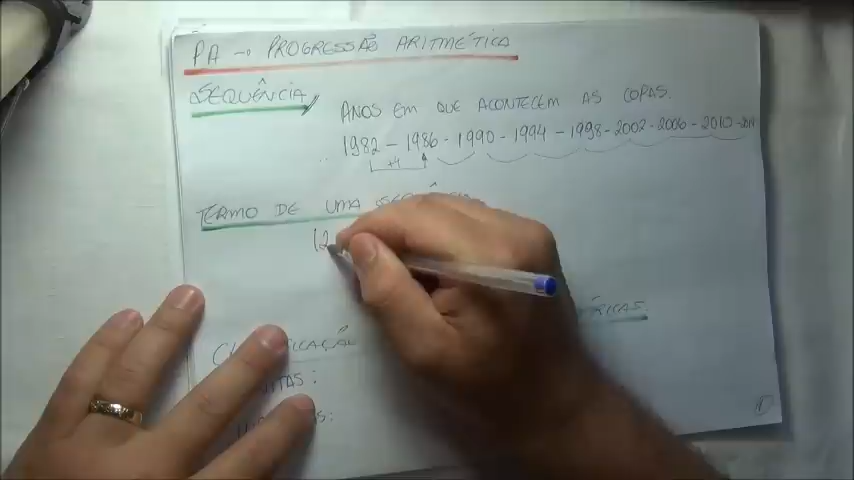 PA → PROGRESSÃO ARITMÉTICA
SEQUÊNCIA
ANOS EM QUE ACONTECEM AS COPAS.
1982 - 1986 - 1990 - 1994 - 1998 - 2002 - 2006 - 2010 - 2014
+4
TERMO DE UMA
(2